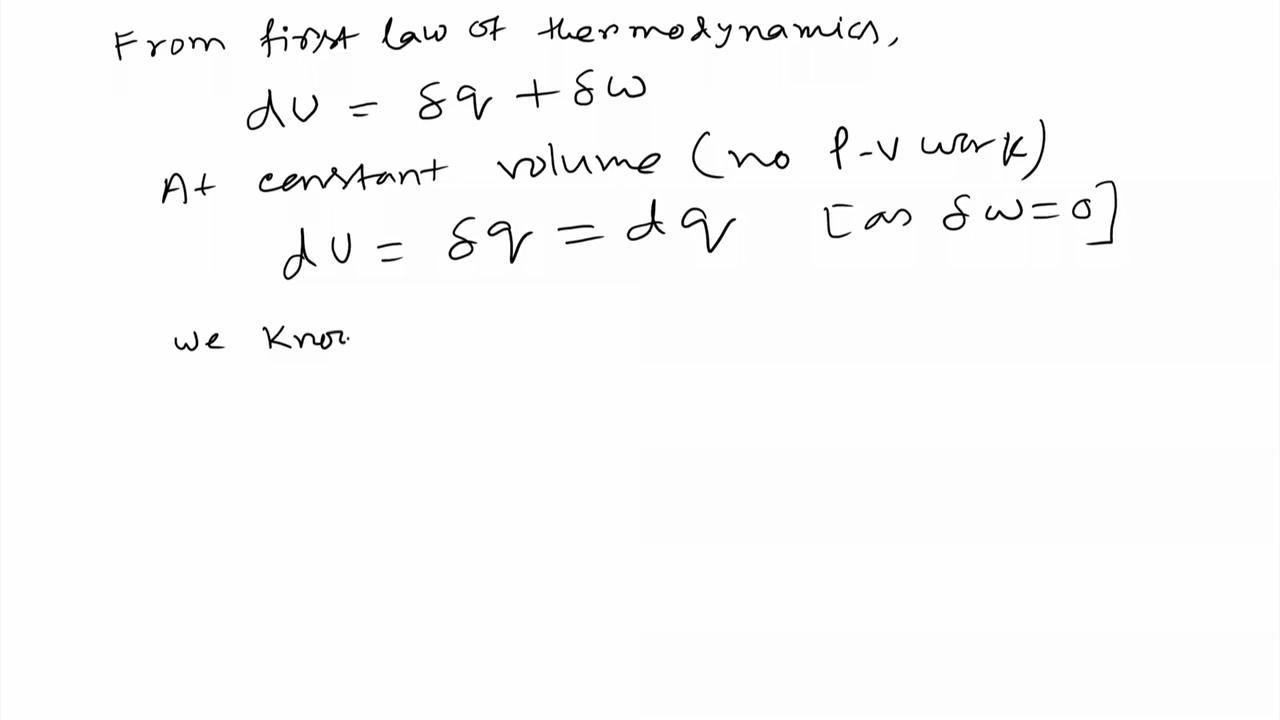 From first law of thermodynamics,
dU = δq + δw
At constant volume (no P-V work)
dU = δq = dq [as δw=0]
we kno